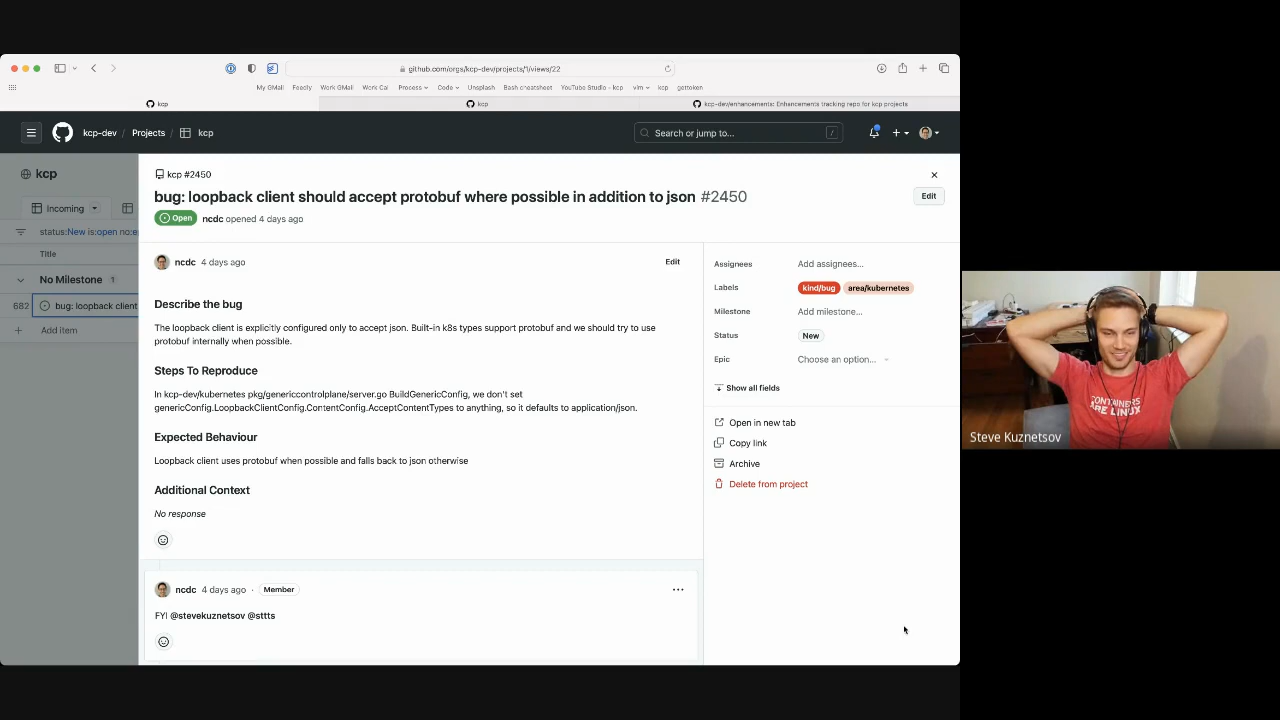 github.com/orgs/kcp-dev/projects/1/views/22
My GMail Feedly Work GMail Work Cal Process Code Unsplash Bash cheatsheet YouTube Studio - kcp vim kcp gettoken
kcp kcp kcp-dev/enhancements: Enhancements tracking repo for kcp projects
kcp-dev / Projects / kcp
Search or jump to... /
kcp
Incoming
status:New is:open no:e
Title
No Milestone 1
682 bug: loopback client
Add item
kcp #2450
bug: loopback client should accept protobuf where possible in addition to json #2450
Edit
Open ncdc opened 4 days ago
ncdc 4 days ago Edit
Describe the bug
The loopback client is explicitly configured only to accept json. Built-in k8s types support protobuf and we should try to use
protobuf internally when possible.
Steps To Reproduce
In kcp-dev/kubernetes pkg/genericcontrolplane/server.go BuildGenericConfig, we don't set
genericConfig.LoopbackClientConfig.ContentConfig.AcceptContentTypes to anything, so it defaults to application/json.
Expected Behaviour
Loopback client uses protobuf when possible and falls back to json otherwise
Additional Context
No response
ncdc 4 days ago · Member
FYI @stevekuznetsov @sttts
Assignees Add assignees...
Labels kind/bug area/kubernetes
Milestone Add milestone...
Status New
Epic Choose an option...
Show all fields
Open in new tab
Copy link
Archive
Delete from project
CONTAINERS
ARE LINUX
Steve Kuznetsov